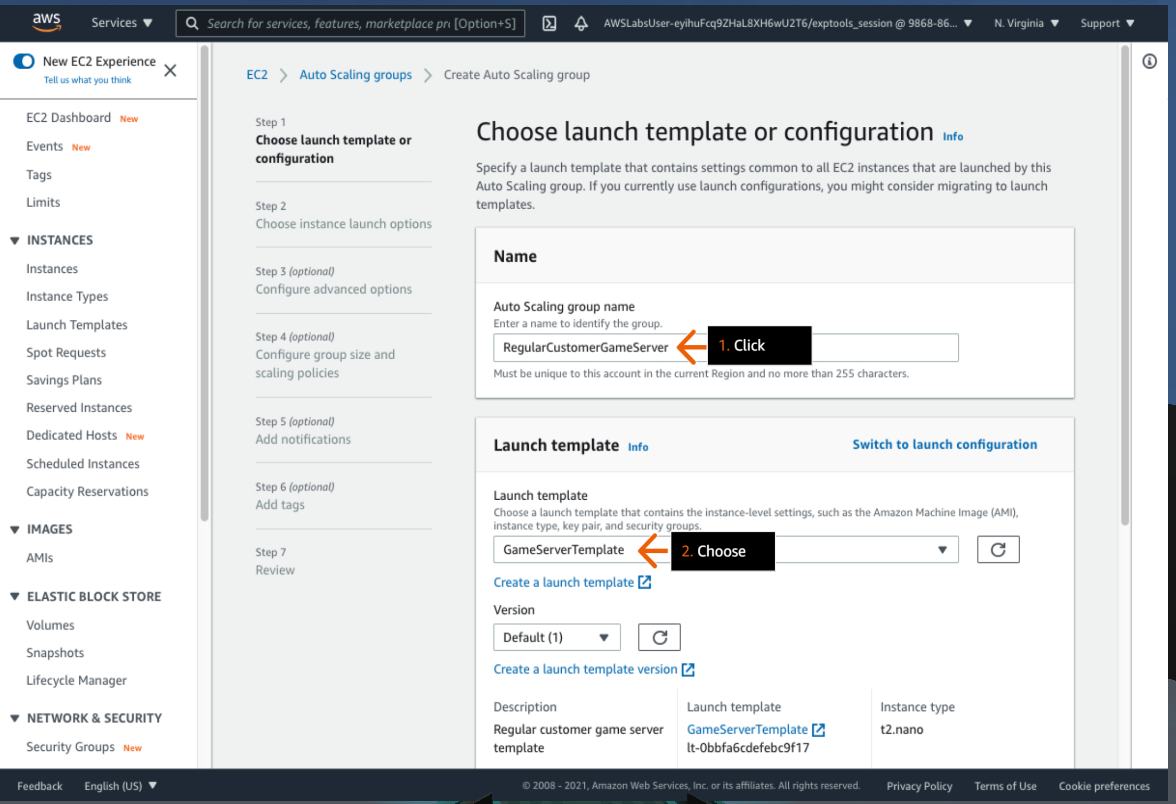 aws
Services ▼
Search for services, features, marketplace pr [Option+S]
AWSLabsUser-eyihuFcq9ZHaL8XH6wU2T6/exptools_session @ 9868-86... ▼
N. Virginia ▼
Support ▼
New EC2 Experience
Tell us what you think
EC2 Dashboard New
Events New
Tags
Limits
▼ INSTANCES
Instances
Instance Types
Launch Templates
Spot Requests
Savings Plans
Reserved Instances
Dedicated Hosts New
Scheduled Instances
Capacity Reservations
▼ IMAGES
AMIs
▼ ELASTIC BLOCK STORE
Volumes
Snapshots
Lifecycle Manager
▼ NETWORK & SECURITY
Security Groups New
EC2 > Auto Scaling groups > Create Auto Scaling group
Step 1
Choose launch template or
configuration
Step 2
Choose instance launch options
Step 3 (optional)
Configure advanced options
Step 4 (optional)
Configure group size and
scaling policies
Step 5 (optional)
Add notifications
Step 6 (optional)
Add tags
Step 7
Review
Choose launch template or configuration Info
Specify a launch template that contains settings common to all EC2 instances that are launched by this
Auto Scaling group. If you currently use launch configurations, you might consider migrating to launch
templates.
Name
Auto Scaling group name
Enter a name to identify the group.
RegularCustomerGameServer
1. Click
Must be unique to this account in the current Region and no more than 255 characters.
Launch template Info
Switch to launch configuration
Launch template
Choose a launch template that contains the instance-level settings, such as the Amazon Machine Image (AMI),
instance type, key pair, and security groups.
GameServerTemplate
2. Choose
Create a launch template
Version
Default (1)
Create a launch template version
Description
Regular customer game server
template
Launch template
GameServerTemplate
lt-0bbfa6cdefebc9f17
Instance type
t2.nano
Feedback
English (US) ▼
© 2008 - 2021, Amazon Web Services, Inc. or its affiliates. All rights reserved.
Privacy Policy
Terms of Use
Cookie preferences